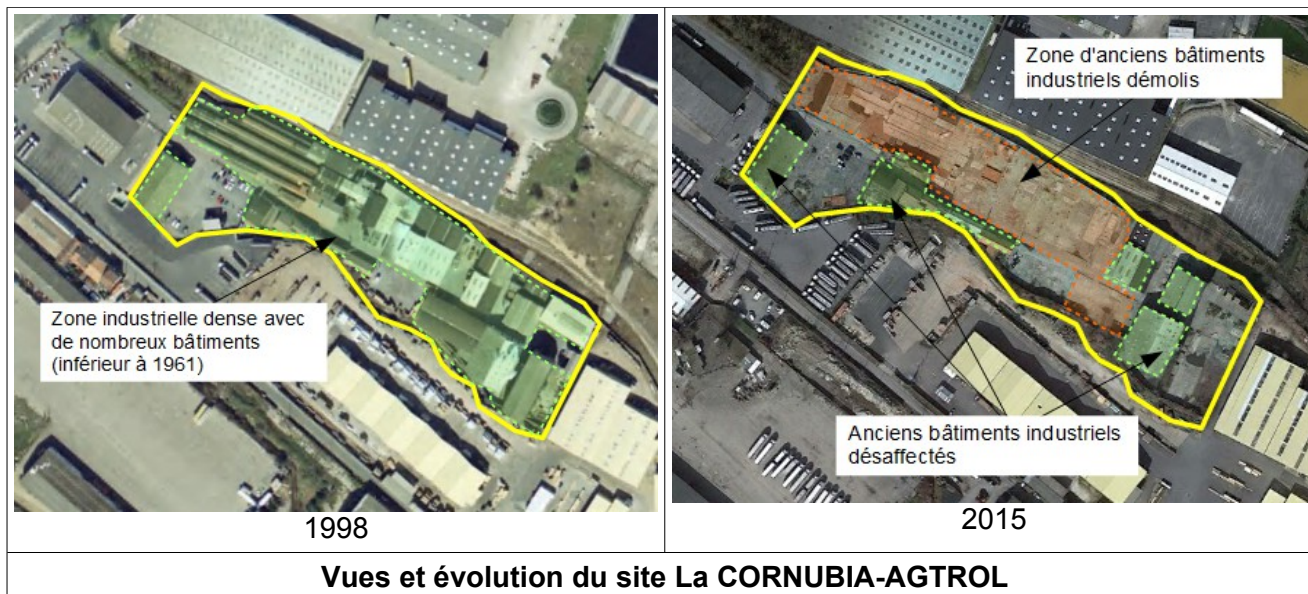 Zone industrielle dense avec
de nombreux bâtiments
(inférieur à 1961)
1998
Zone d'anciens bâtiments
industriels démolis
Anciens bâtiments industriels
désaffectés
2015
Vues et évolution du site La CORNUBIA-AGTROL